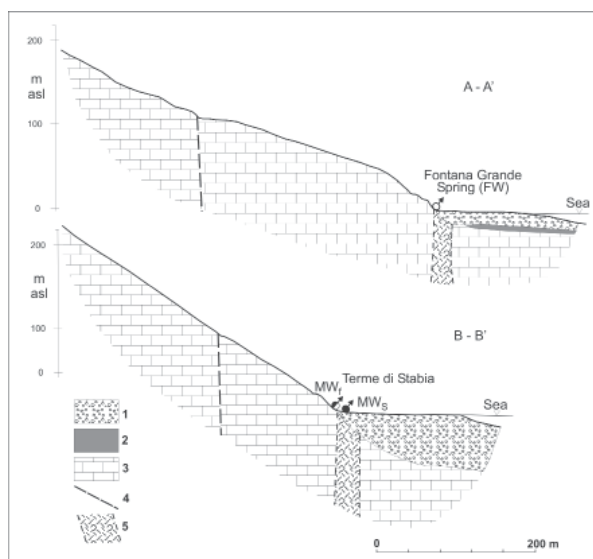 200
m
asl
100
0
A - A'
Fontana Grande
Spring (FW)
Sea
200
m
asl
100
0
B - B'
MWf
Terme di Stabia
MWS
Sea
1
2
3
4
5
0
200 m